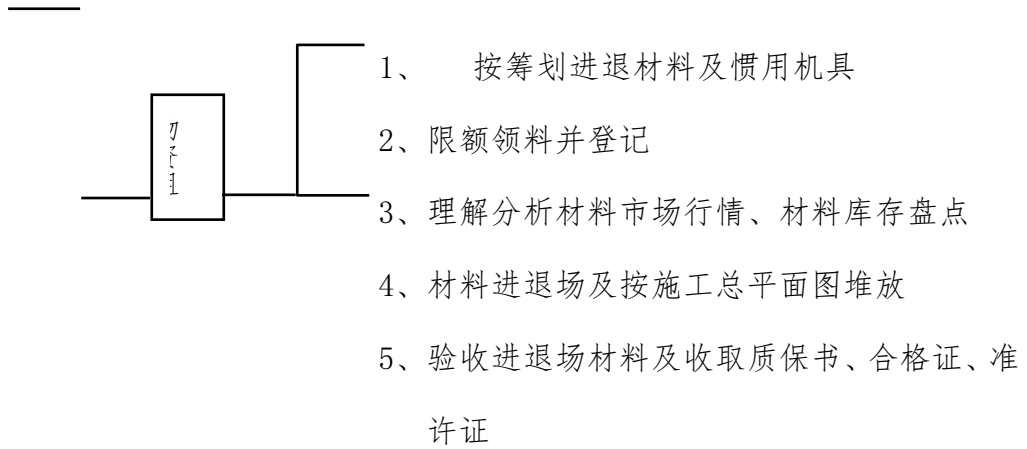 1、 按筹划进退材料及惯用机具
2、限额领料并登记
3、理解分析材料市场行情、材料库存盘点
4、材料进退场及按施工总平面图堆放
5、验收进退场材料及收取质保书、合格证、准
许证